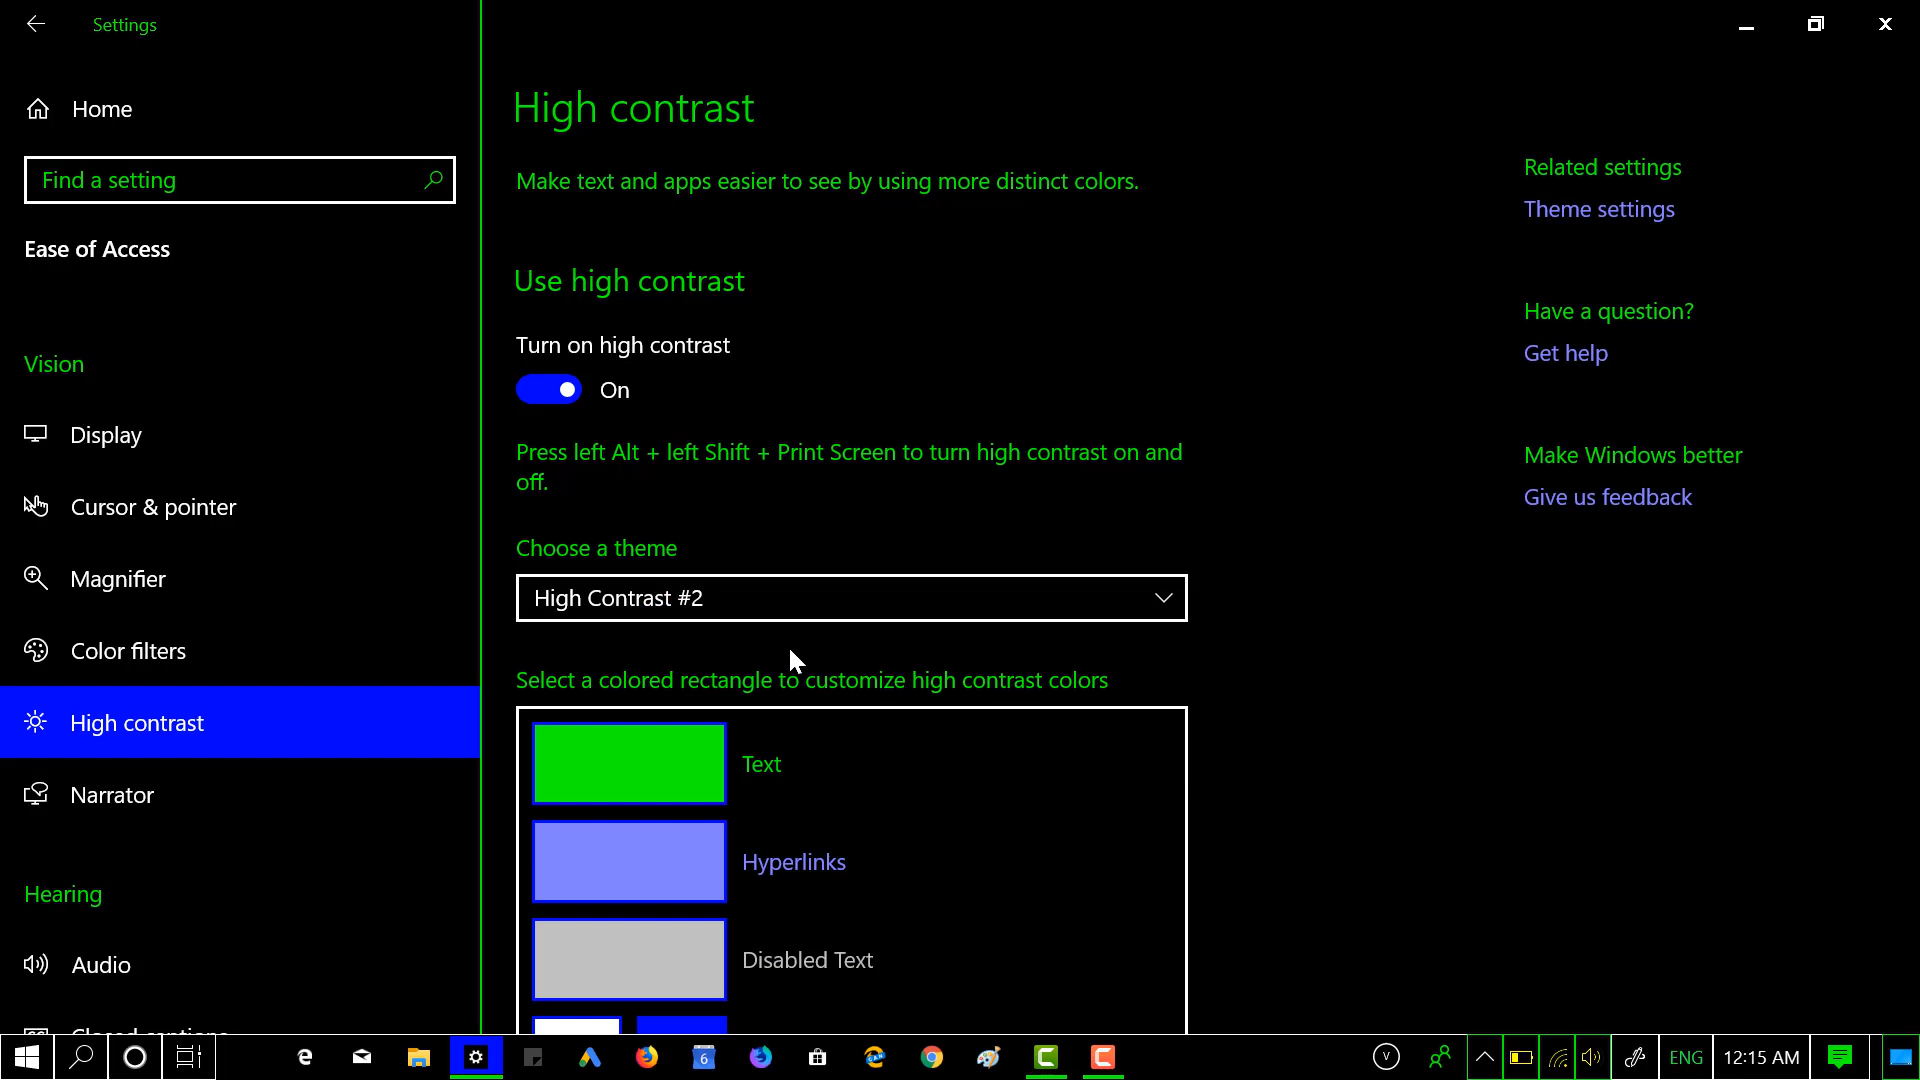 Settings
Home
Find a setting
Ease of Access
Vision
Display
Cursor & pointer
Magnifier
Color filters
High contrast
Narrator
Hearing
Audio
Closed captions
High contrast
Make text and apps easier to see by using more distinct colors.
Use high contrast
Turn on high contrast
On
Press left Alt + left Shift + Print Screen to turn high contrast on and
off.
Choose a theme
High Contrast #2
Select a colored rectangle to customize high contrast colors
Text
Hyperlinks
Disabled Text
Related settings
Theme settings
Have a question?
Get help
Make Windows better
Give us feedback
6
V
ENG
12:15 AM